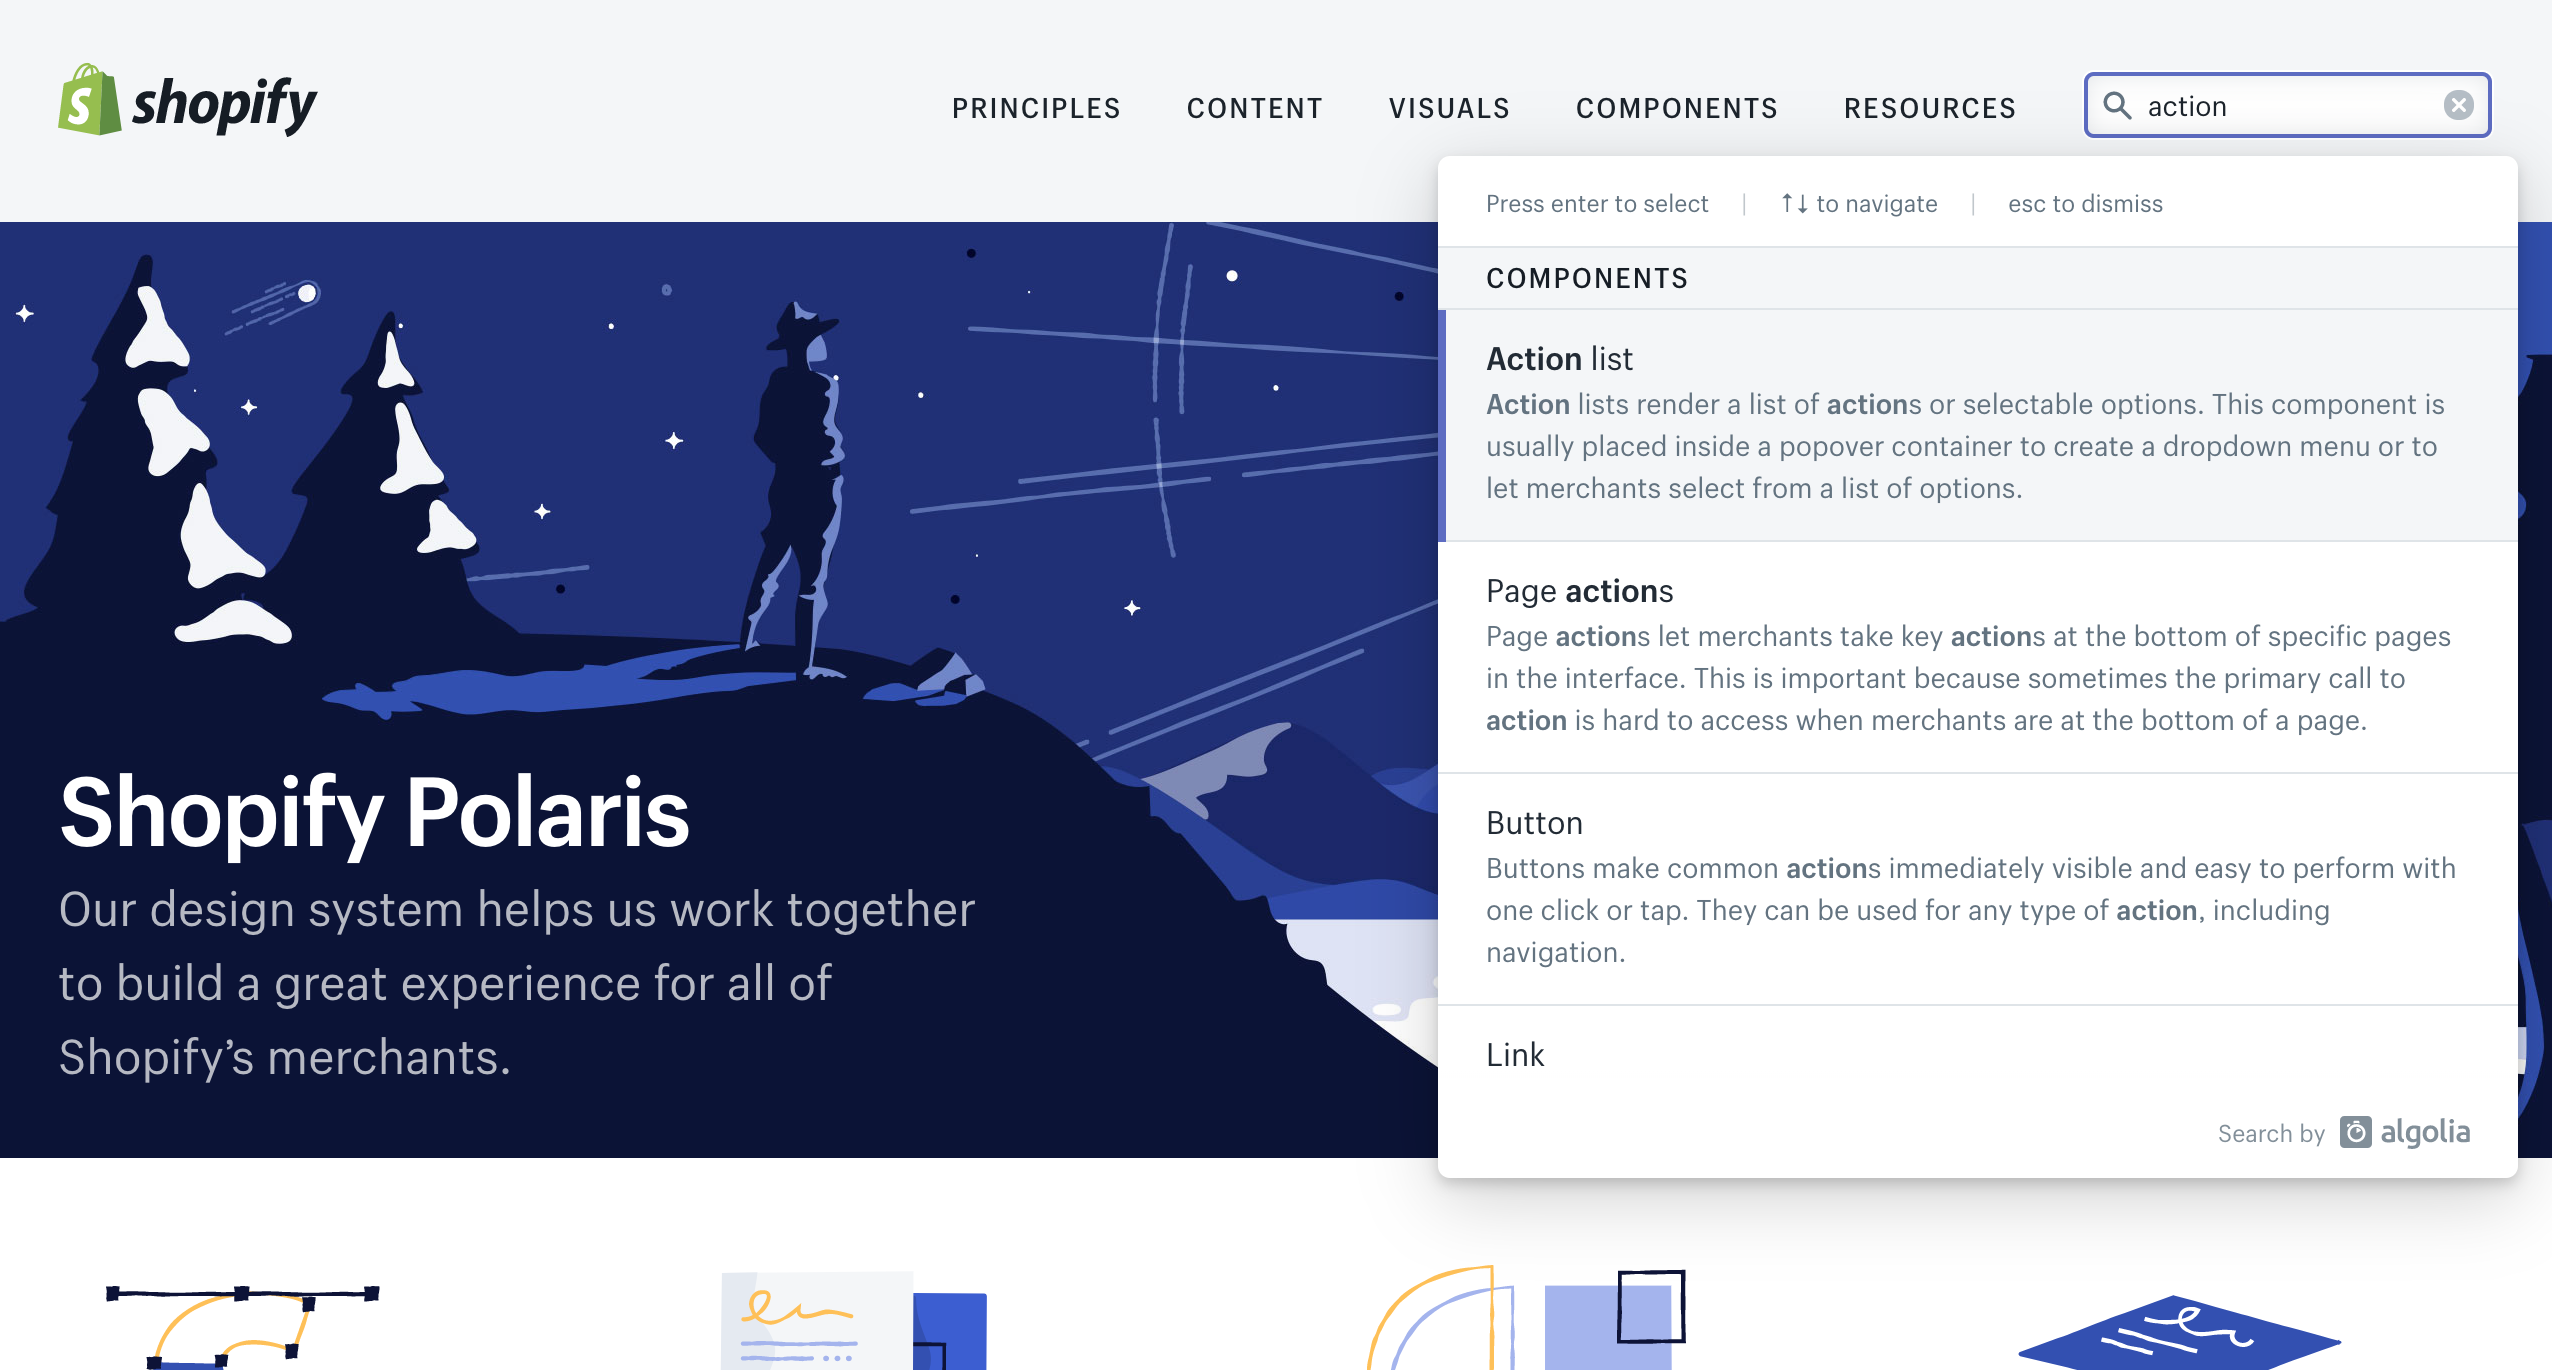 shopify
PRINCIPLES CONTENT VISUALS COMPONENTS RESOURCES
action
Press enter to select | ↑↓ to navigate | esc to dismiss
COMPONENTS
Action list
Action lists render a list of actions or selectable options. This component is
usually placed inside a popover container to create a dropdown menu or to
let merchants select from a list of options.
Page actions
Page actions let merchants take key actions at the bottom of specific pages
in the interface. This is important because sometimes the primary call to
action is hard to access when merchants are at the bottom of a page.
Button
Buttons make common actions immediately visible and easy to perform with
one click or tap. They can be used for any type of action, including
navigation.
Link
Search by algolia
Shopify Polaris
Our design system helps us work together
to build a great experience for all of
Shopify’s merchants.